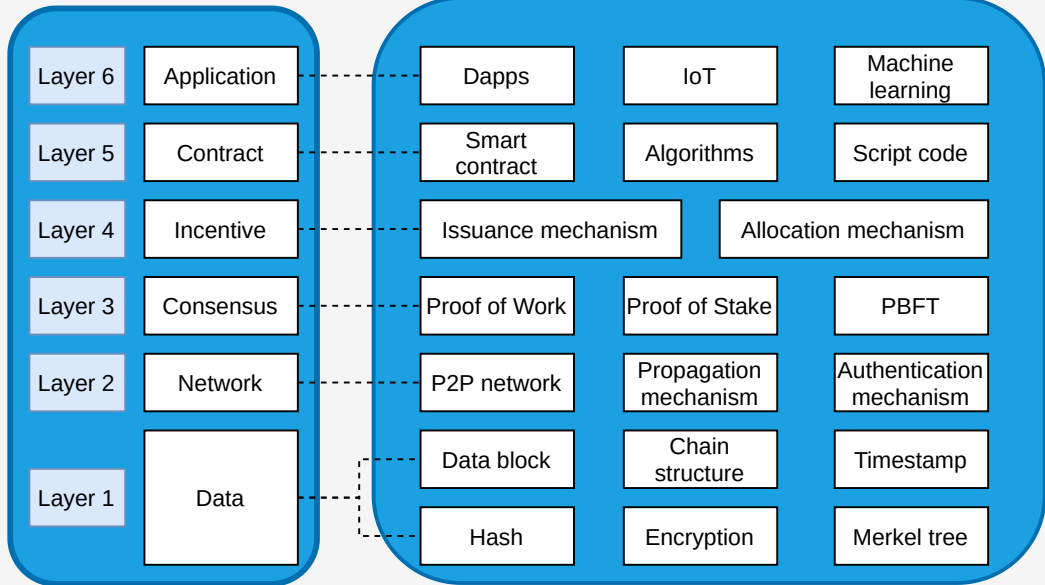 Layer 6
Application
Dapps
IoT
Machine
learning
Layer 5
Contract
Smart
contract
Algorithms
Script code
Layer 4
Incentive
Issuance mechanism
Allocation mechanism
Layer 3
Consensus
Proof of Work
Proof of Stake
PBFT
Layer 2
Network
P2P network
Propagation
mechanism
Authentication
mechanism
Layer 1
Data
Data block
Chain
structure
Timestamp
Hash
Encryption
Merkel tree